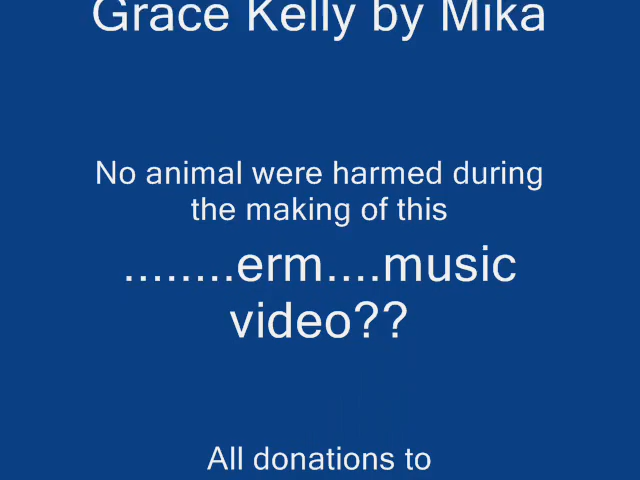 Grace Kelly by Mika
No animal were harmed during
the making of this
........erm....music
video??
All donations to